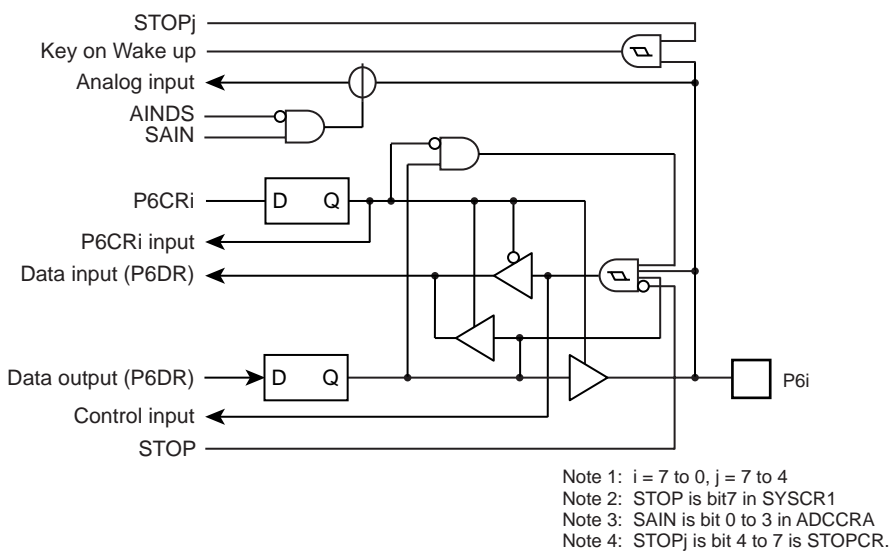 STOPj
Key on Wake up
Analog input
AINDS
SAIN
P6CRi
D Q
P6CRi input
Data input (P6DR)
Data output (P6DR)
D Q
P6i
Control input
STOP
Note 1: i = 7 to 0, j = 7 to 4
Note 2: STOP is bit7 in SYSCR1
Note 3: SAIN is bit 0 to 3 in ADCCRA
Note 4: STOPj is bit 4 to 7 is STOPCR.